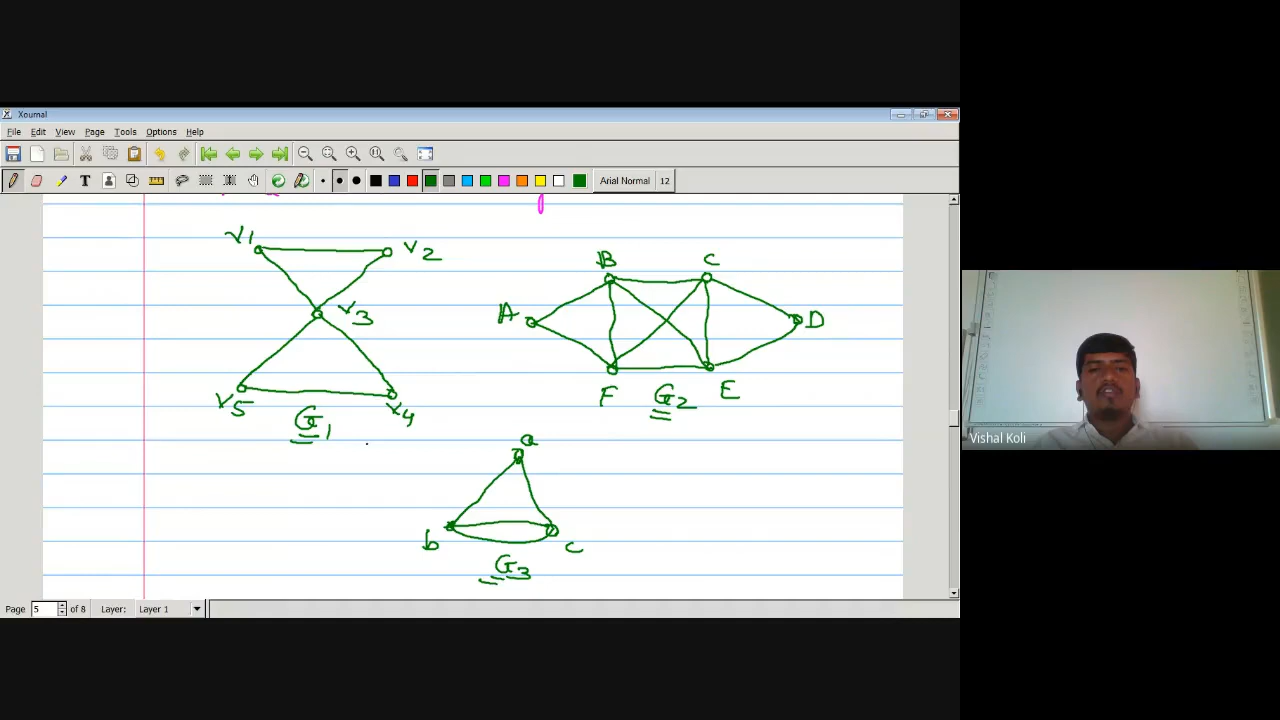 Xournal
File Edit View Page Tools Options Help
T Arial Normal 12
v1 v2
v3
v5 v4
G1
B C
A D
F E
G2
a
b c
G3
Vishal Koli
Page 5 of 8 Layer: Layer 1